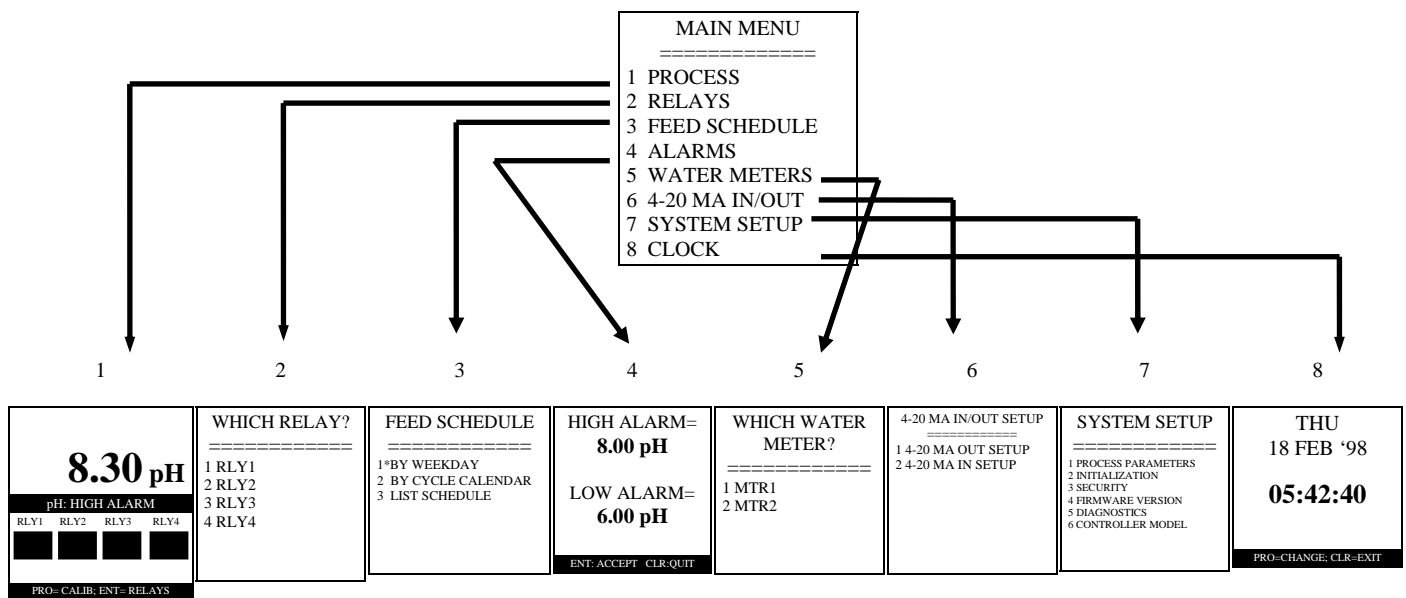 MAIN MENU
=============
1 PROCESS
2 RELAYS
3 FEED SCHEDULE
4 ALARMS
5 WATER METERS
6 4-20 MA IN/OUT
7 SYSTEM SETUP
8 CLOCK
1 2 3 4 5 6 7 8
8.30 pH
pH: HIGH ALARM
RLY1 RLY2 RLY3 RLY4
PRO= CALIB; ENT= RELAYS
WHICH RELAY?
============
1 RLY1
2 RLY2
3 RLY3
4 RLY4
FEED SCHEDULE
============
1*BY WEEKDAY
2 BY CYCLE CALENDAR
3 LIST SCHEDULE
HIGH ALARM=
8.00 pH
LOW ALARM=
6.00 pH
ENT: ACCEPT CLR:QUIT
WHICH WATER
METER?
============
1 MTR1
2 MTR2
4-20 MA IN/OUT SETUP
============
1 4-20 MA OUT SETUP
2 4-20 MA IN SETUP
SYSTEM SETUP
============
1 PROCESS PARAMETERS
2 INITIALIZATION
3 SECURITY
4 FIRMWARE VERSION
5 DIAGNOSTICS
6 CONTROLLER MODEL
THU
18 FEB ‘98
05:42:40
PRO=CHANGE; CLR=EXIT